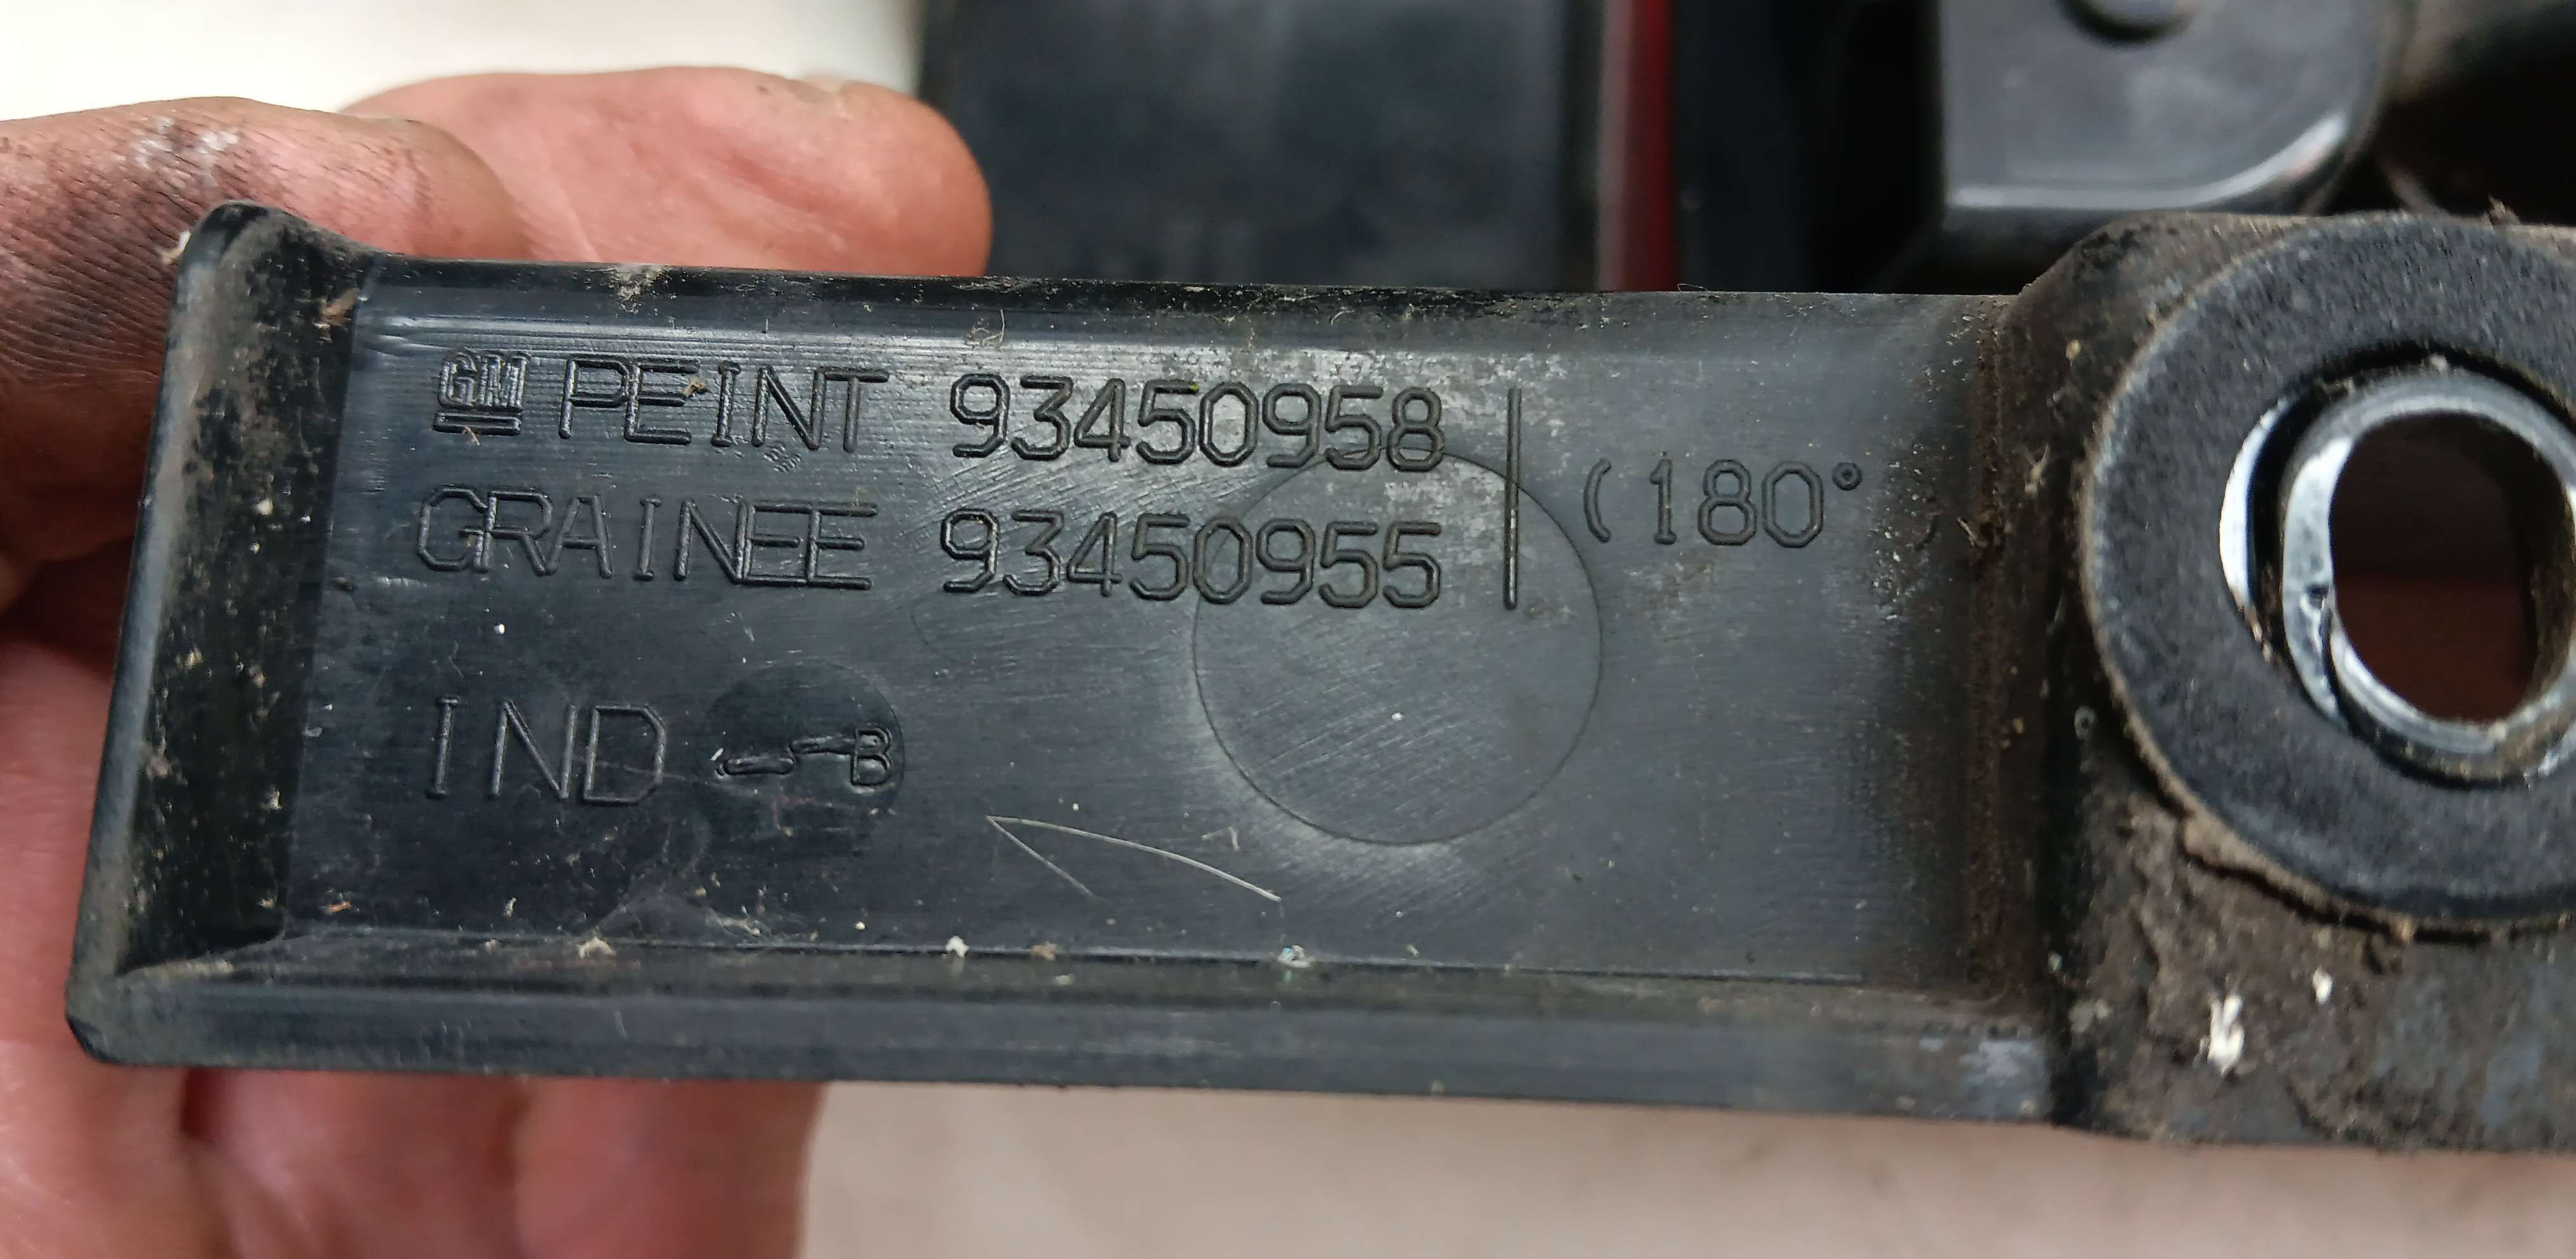 GM PEINT 93450958
GRAINEE 93450955
(180°)
IND B